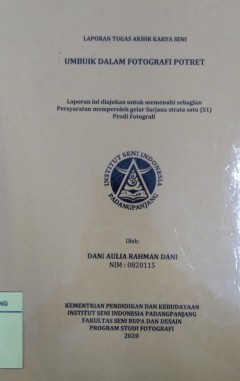 LAPORAN TUGAS AKHIR KARYA SENI
UMBUIK DALAM FOTOGRAFI POTRET
Laporan ini diajukan untuk memenuhi sebagian
Persyaratan memperoleh gelar Sarjana strata satu (S1)
Prodi Fotografi
INSTITUT SENI INDONESIA
PADANGPANJANG
Oleh:
DANI AULIA RAHMAN DANI
NIM : 0820115
KEMENTRIAN PENDIDIKAN DAN KEBUDAYAAN
INSTITUT SENI INDONESIA PADANGPANJANG
FAKULTAS SENI RUPA DAN DESAIN
PROGRAM STUDI FOTOGRAFI
2020
NG